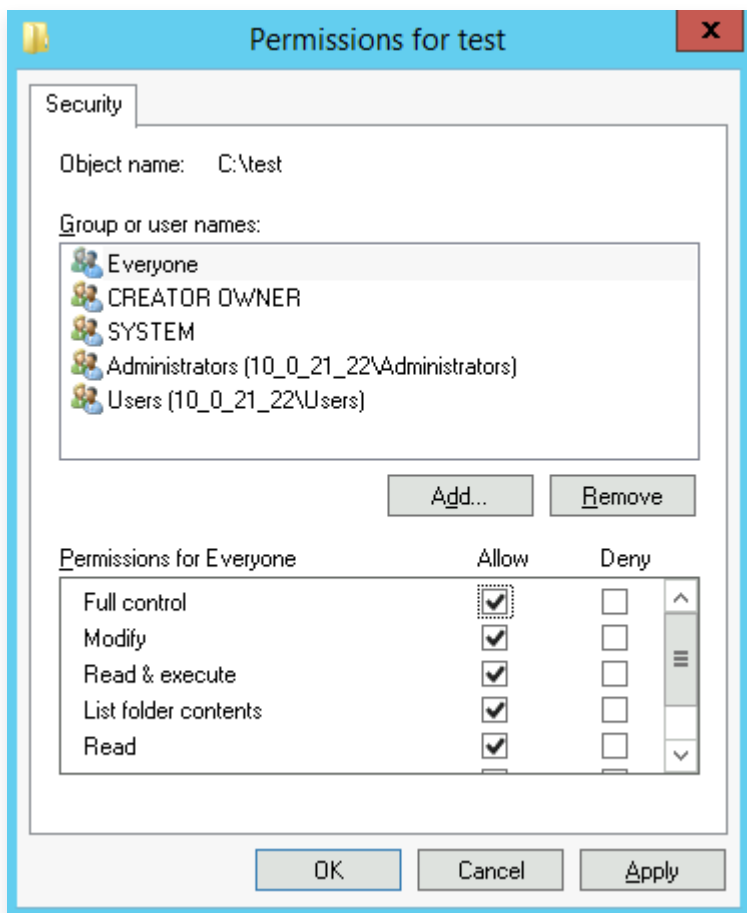 Permissions for test
x
Security
Object name: C:\test
Group or user names:
Everyone
CREATOR OWNER
SYSTEM
Administrators (10_0_21_22\Administrators)
Users (10_0_21_22\Users)
Add... Remove
Permissions for Everyone Allow Deny
Full control
Modify
Read & execute
List folder contents
Read
OK Cancel Apply